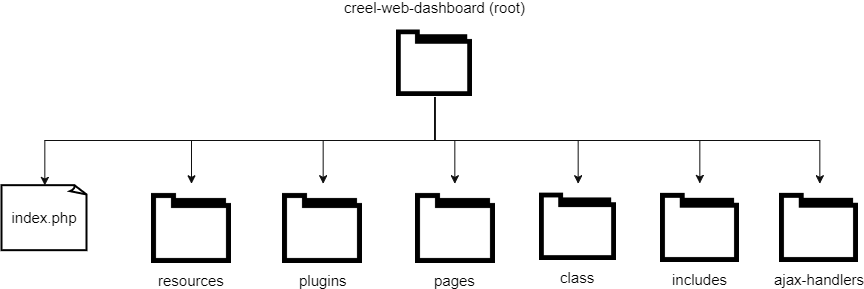 creel-web-dashboard (root)
index.php
resources
plugins
pages
class
includes
ajax-handlers